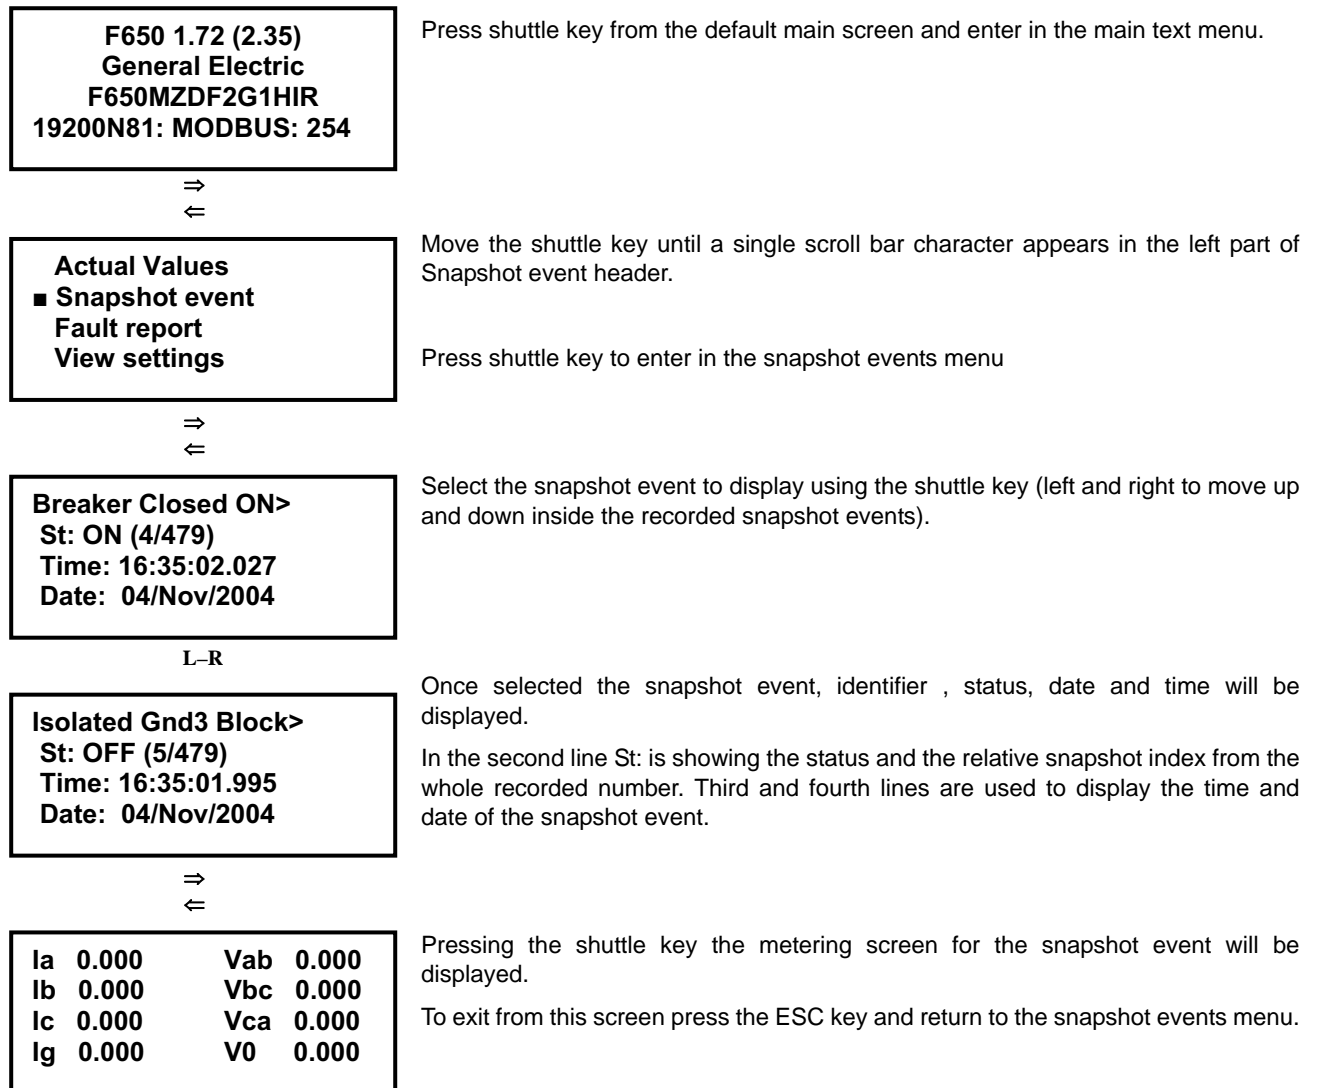 F650 1.72 (2.35)
General Electric
F650MZDF2G1HIR
19200N81: MODBUS: 254
Press shuttle key from the default main screen and enter in the main text menu.
⇒
⇐
Actual Values
■ Snapshot event
Fault report
View settings
Move the shuttle key until a single scroll bar character appears in the left part of
Snapshot event header.
Press shuttle key to enter in the snapshot events menu
⇒
⇐
Breaker Closed ON>
St: ON (4/479)
Time: 16:35:02.027
Date: 04/Nov/2004
Select the snapshot event to display using the shuttle key (left and right to move up
and down inside the recorded snapshot events).
L–R
Isolated Gnd3 Block>
St: OFF (5/479)
Time: 16:35:01.995
Date: 04/Nov/2004
Once selected the snapshot event, identifier , status, date and time will be
displayed.
In the second line St: is showing the status and the relative snapshot index from the
whole recorded number. Third and fourth lines are used to display the time and
date of the snapshot event.
⇒
⇐
Ia 0.000 Vab 0.000
Ib 0.000 Vbc 0.000
Ic 0.000 Vca 0.000
Ig 0.000 V0 0.000
Pressing the shuttle key the metering screen for the snapshot event will be
displayed.
To exit from this screen press the ESC key and return to the snapshot events menu.